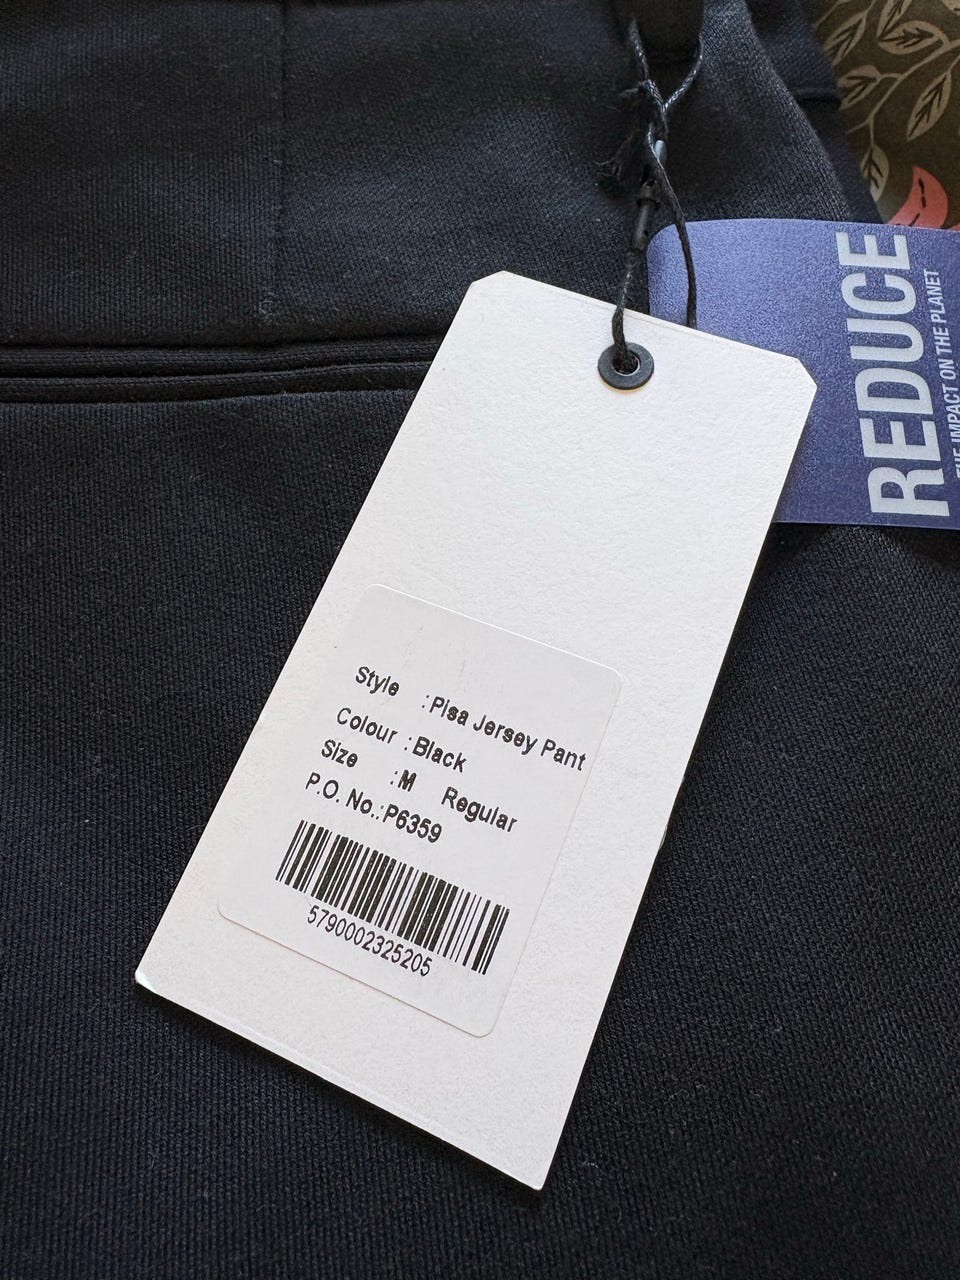 REDUCE
THE IMPACT ON THE PLANET
Style :Pisa Jersey Pant
Colour :Black
Size :M Regular
P.O. No.:P6359
5790002325205